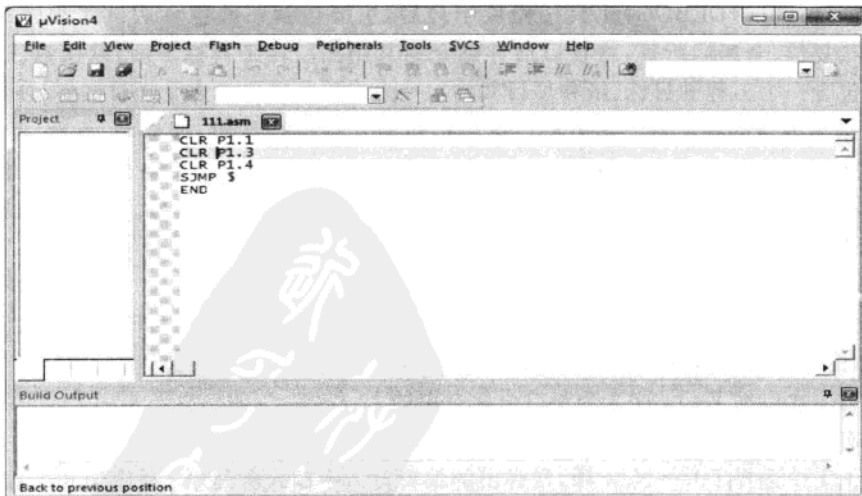 µVision4
File Edit View Project Flash Debug Peripherals Tools SVCS Window Help
Project
111.asm
CLR P1.1
CLR P1.3
CLR P1.4
SJMP $
END
Build Output
Back to previous position